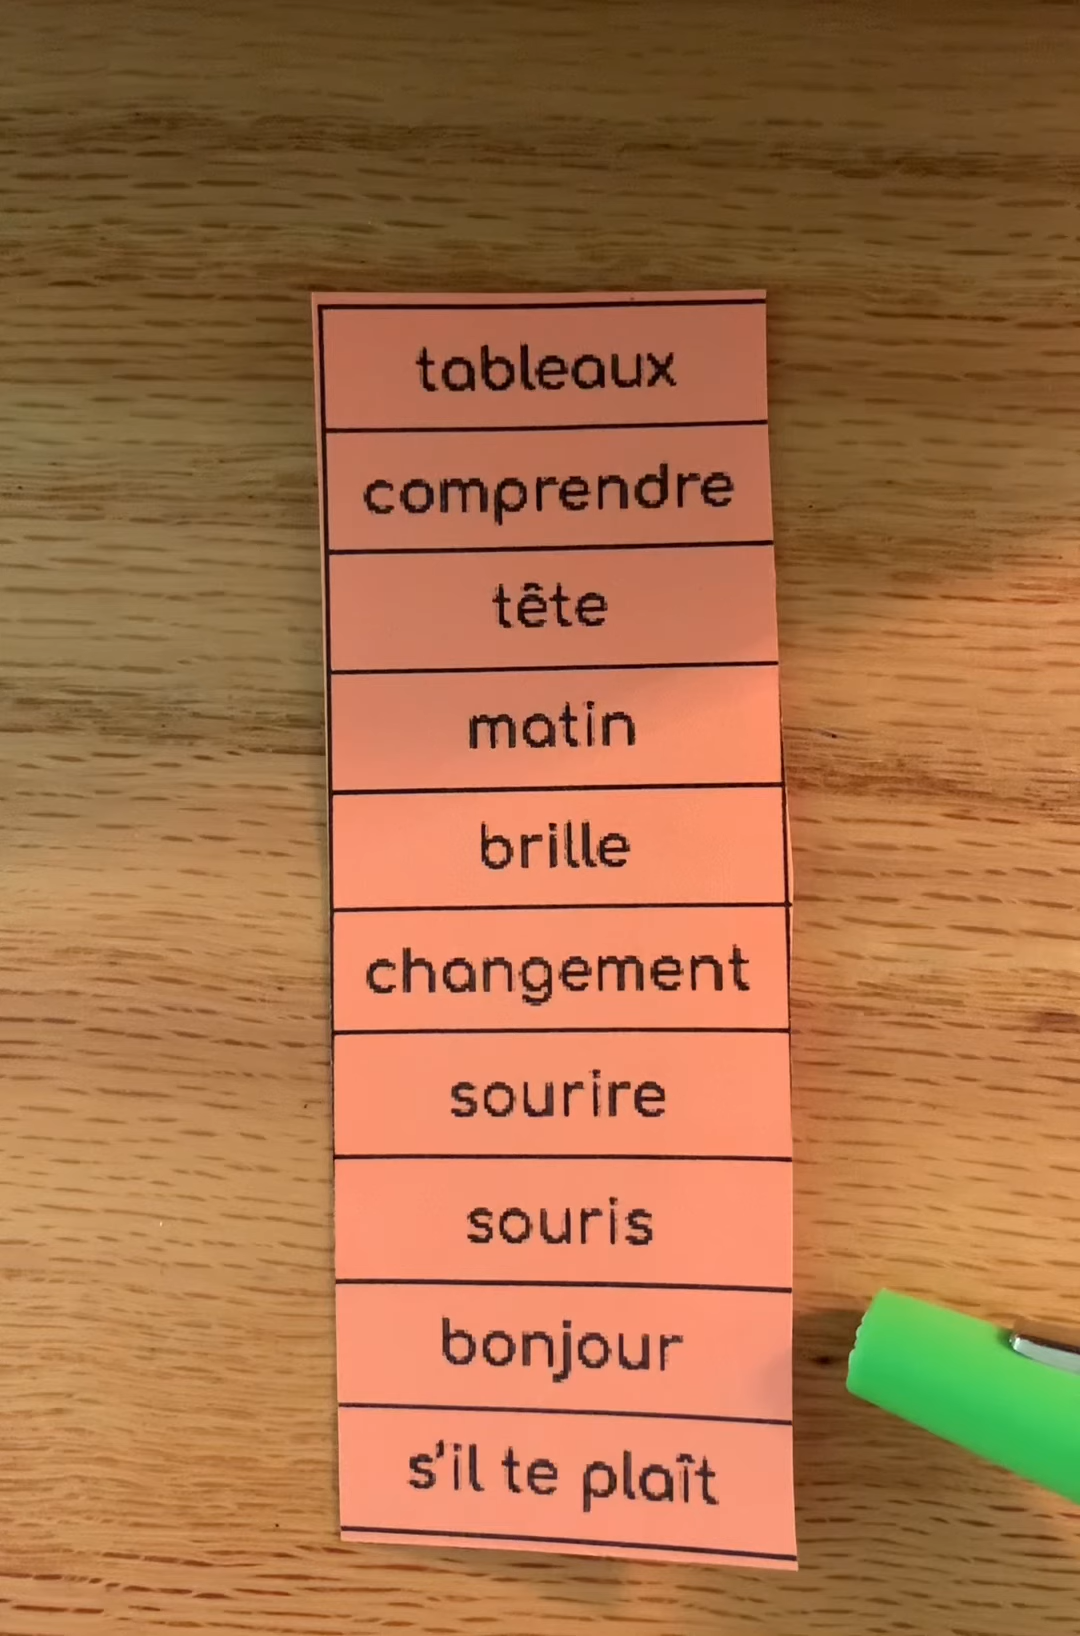 tableaux
comprendre
tête
matin
brille
changement
sourire
souris
bonjour
s'il te plaît